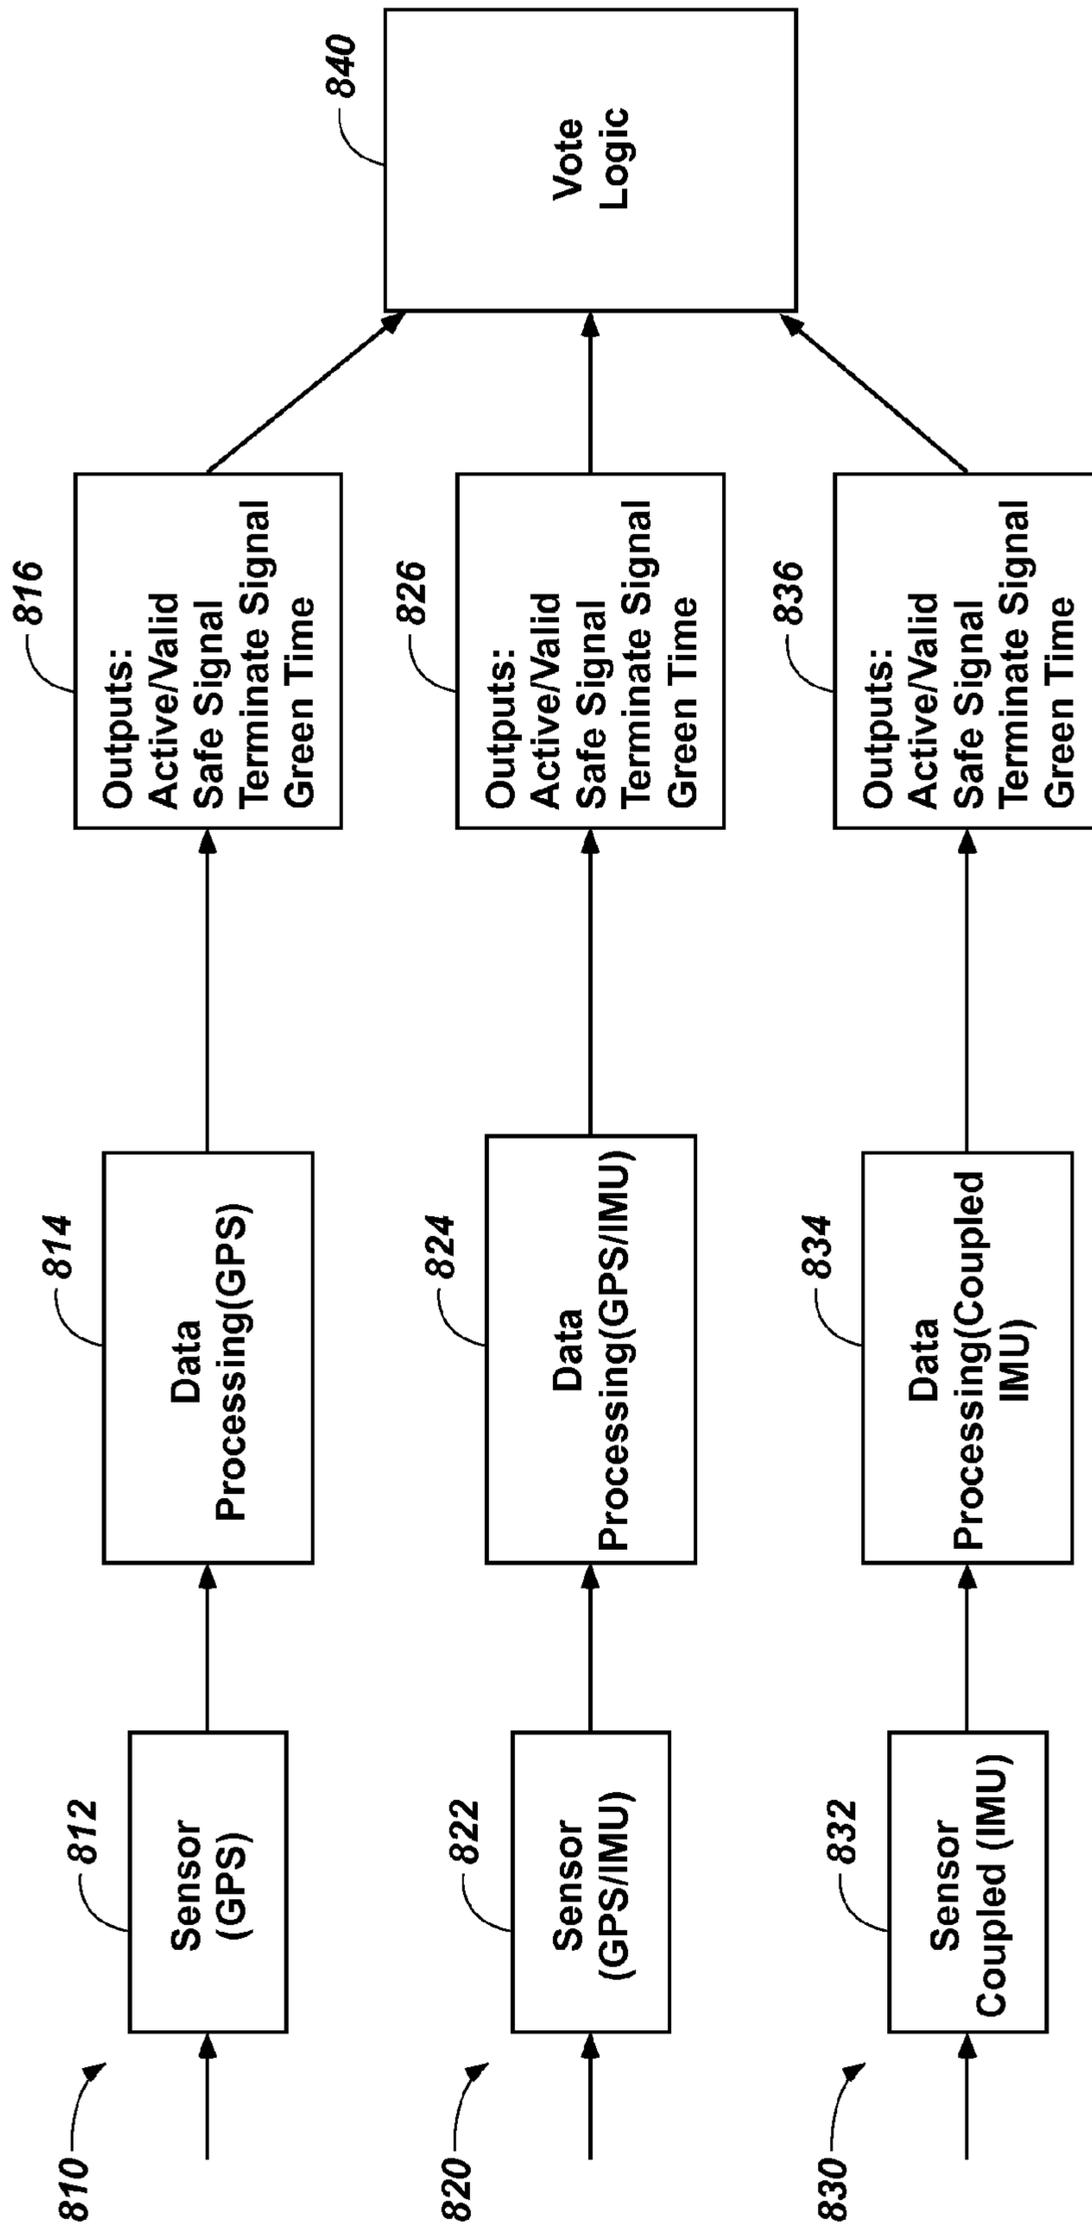 810
812
Sensor
(GPS)
814
Data
Processing(GPS)
816
Outputs:
Active/Valid
Safe Signal
Terminate Signal
Green Time
820
822
Sensor
(GPS/IMU)
824
Data
Processing(GPS/IMU)
826
Outputs:
Active/Valid
Safe Signal
Terminate Signal
Green Time
830
832
Sensor
Coupled (IMU)
834
Data
Processing(Coupled
IMU)
836
Outputs:
Active/Valid
Safe Signal
Terminate Signal
Green Time
840
Vote
Logic